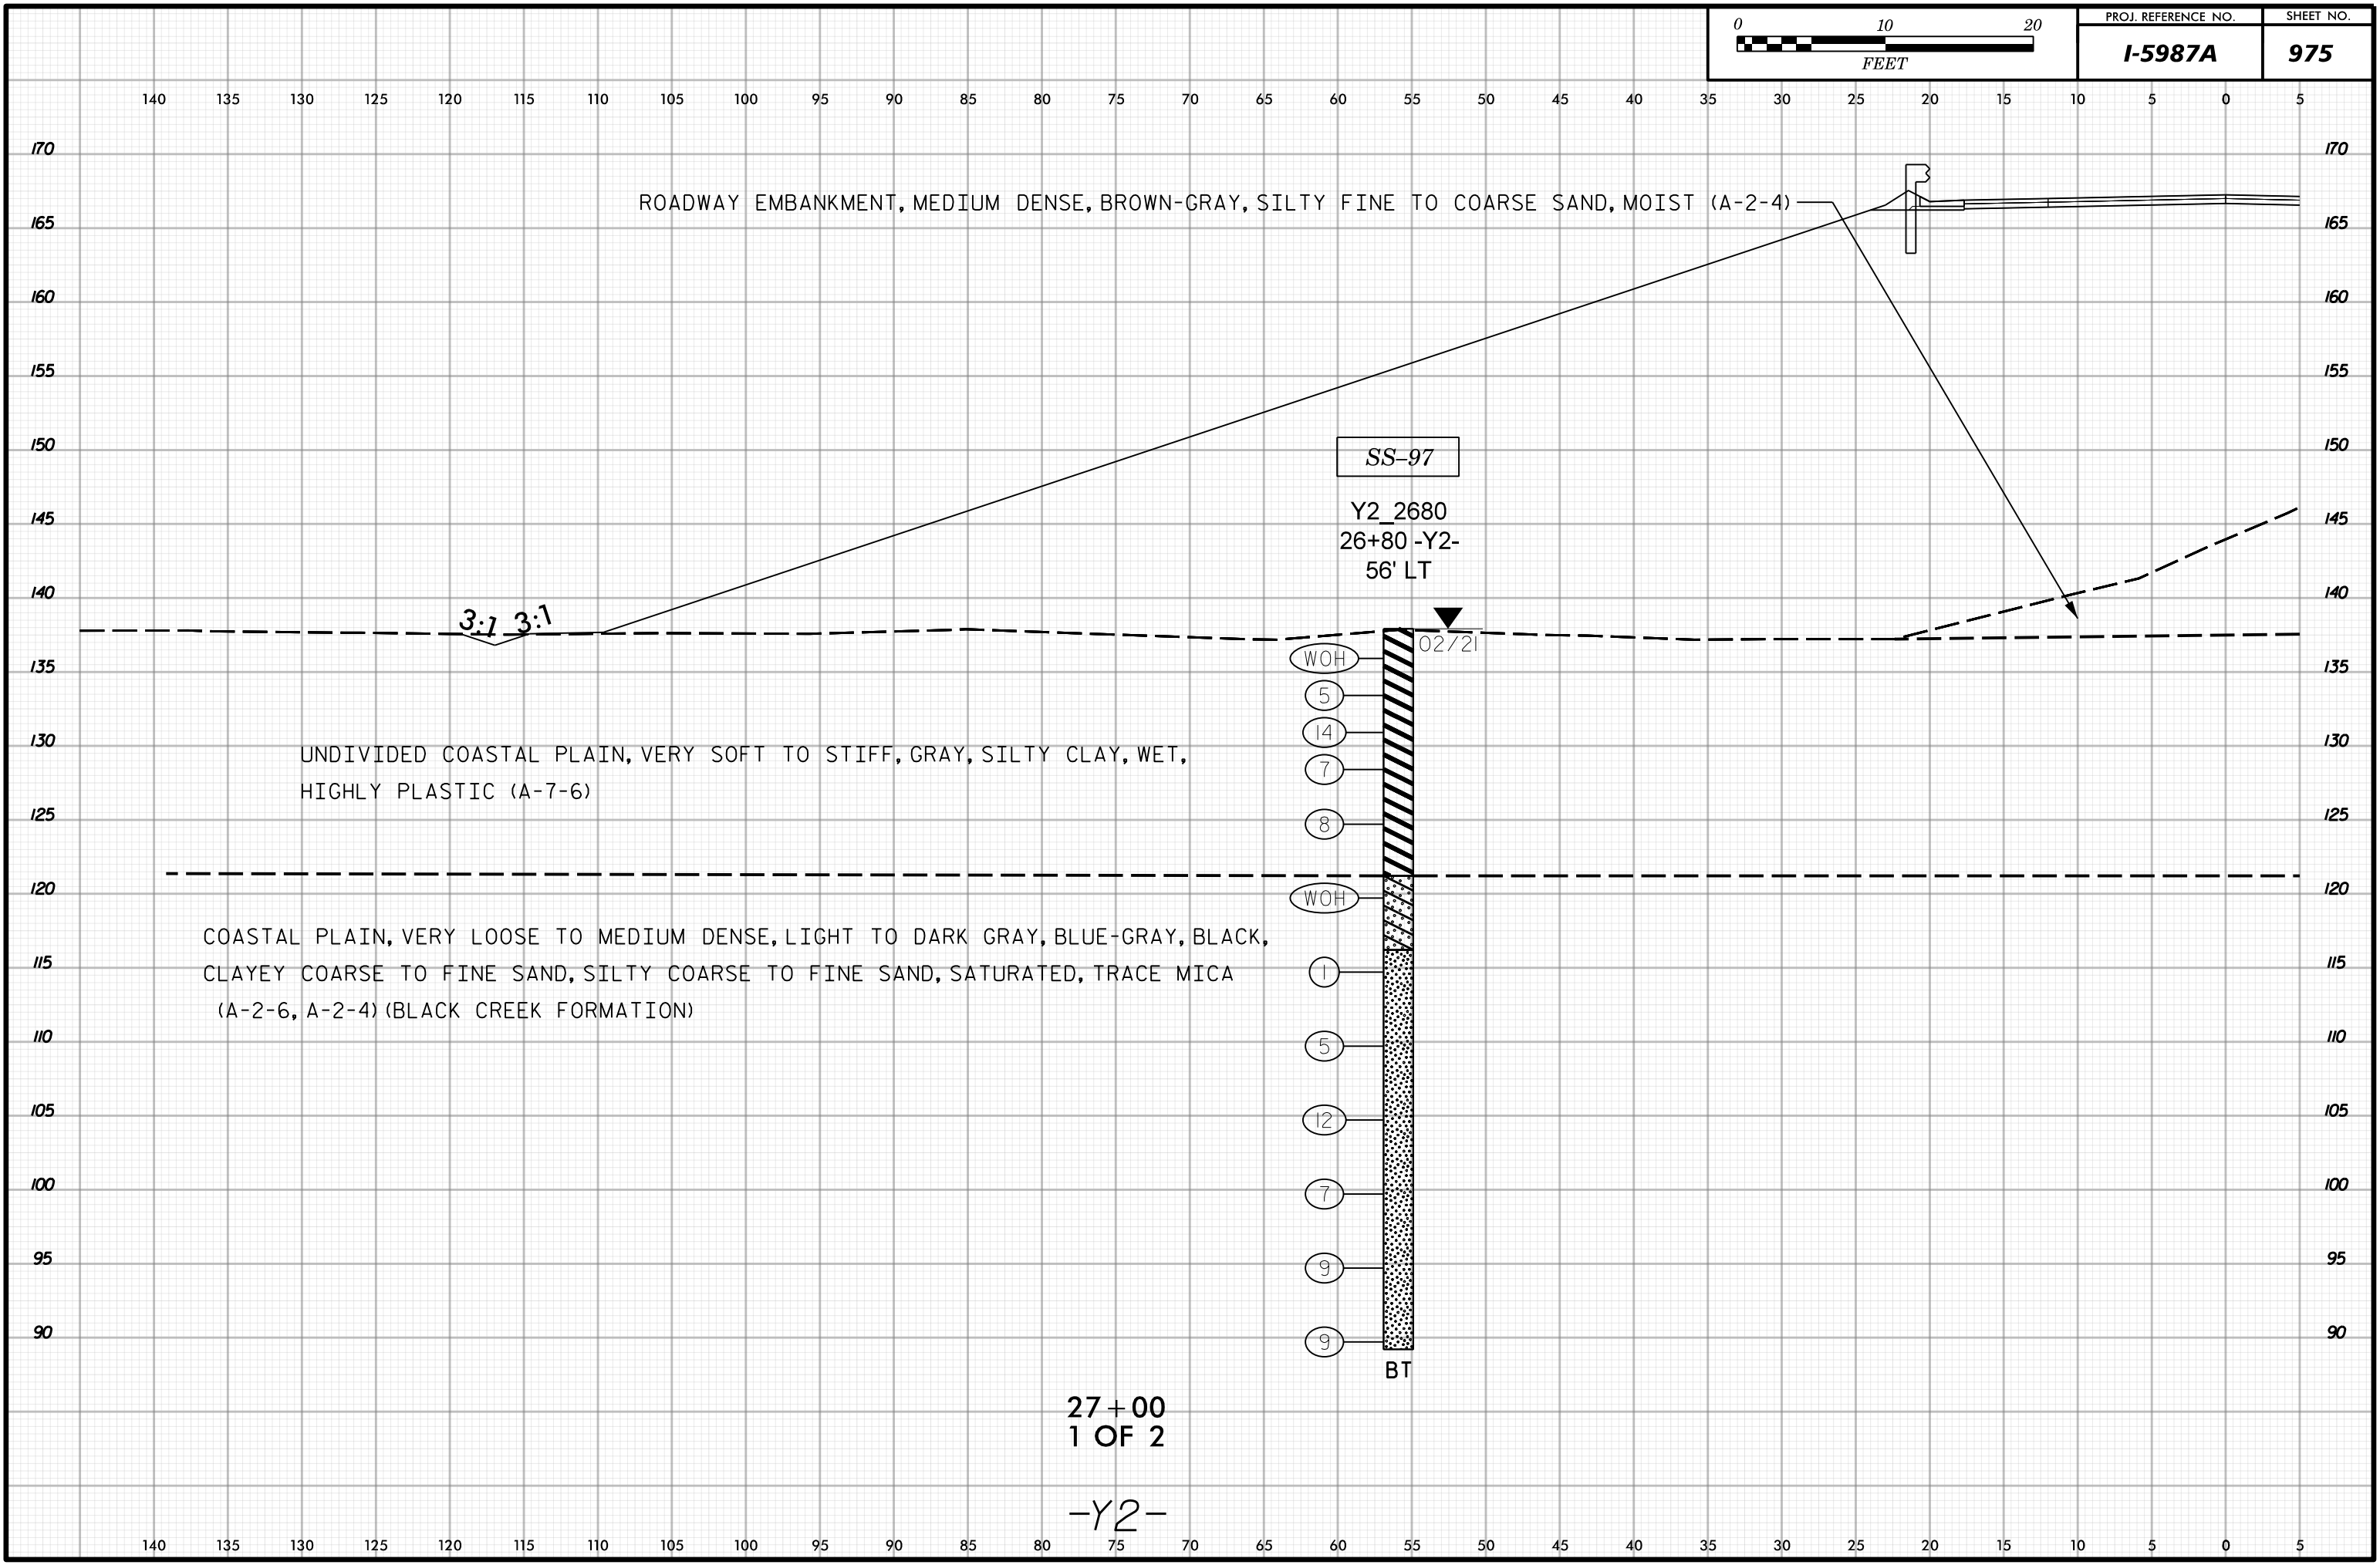 0 10 20
FEET
PROJ. REFERENCE NO. SHEET NO.
I-5987A 975
140 135 130 125 120 115 110 105 100 95 90 85 80 75 70 65 60 55 50 45 40 35 30 25 20 15 10 5 0 5
170 170
ROADWAY EMBANKMENT, MEDIUM DENSE, BROWN-GRAY, SILTY FINE TO COARSE SAND, MOIST (A-2-4)
165 165
160 160
155 155
150 150
SS-97
Y2_2680
145 145
26+80 -Y2-
56' LT
140 140
3:1 3:1
02/21
WOH
135 135
5
14
130 130
UNDIVIDED COASTAL PLAIN, VERY SOFT TO STIFF, GRAY, SILTY CLAY, WET,
7
HIGHLY PLASTIC (A-7-6)
125 125
8
120 120
WOH
COASTAL PLAIN, VERY LOOSE TO MEDIUM DENSE, LIGHT TO DARK GRAY, BLUE-GRAY, BLACK,
115 115
CLAYEY COARSE TO FINE SAND, SILTY COARSE TO FINE SAND, SATURATED, TRACE MICA
1
(A-2-6, A-2-4) (BLACK CREEK FORMATION)
110 110
5
105 105
12
100 100
7
95 95
9
90 90
9
BT
27+00
1 OF 2
-Y2-
140 135 130 125 120 115 110 105 100 95 90 85 80 75 70 65 60 55 50 45 40 35 30 25 20 15 10 5 0 5